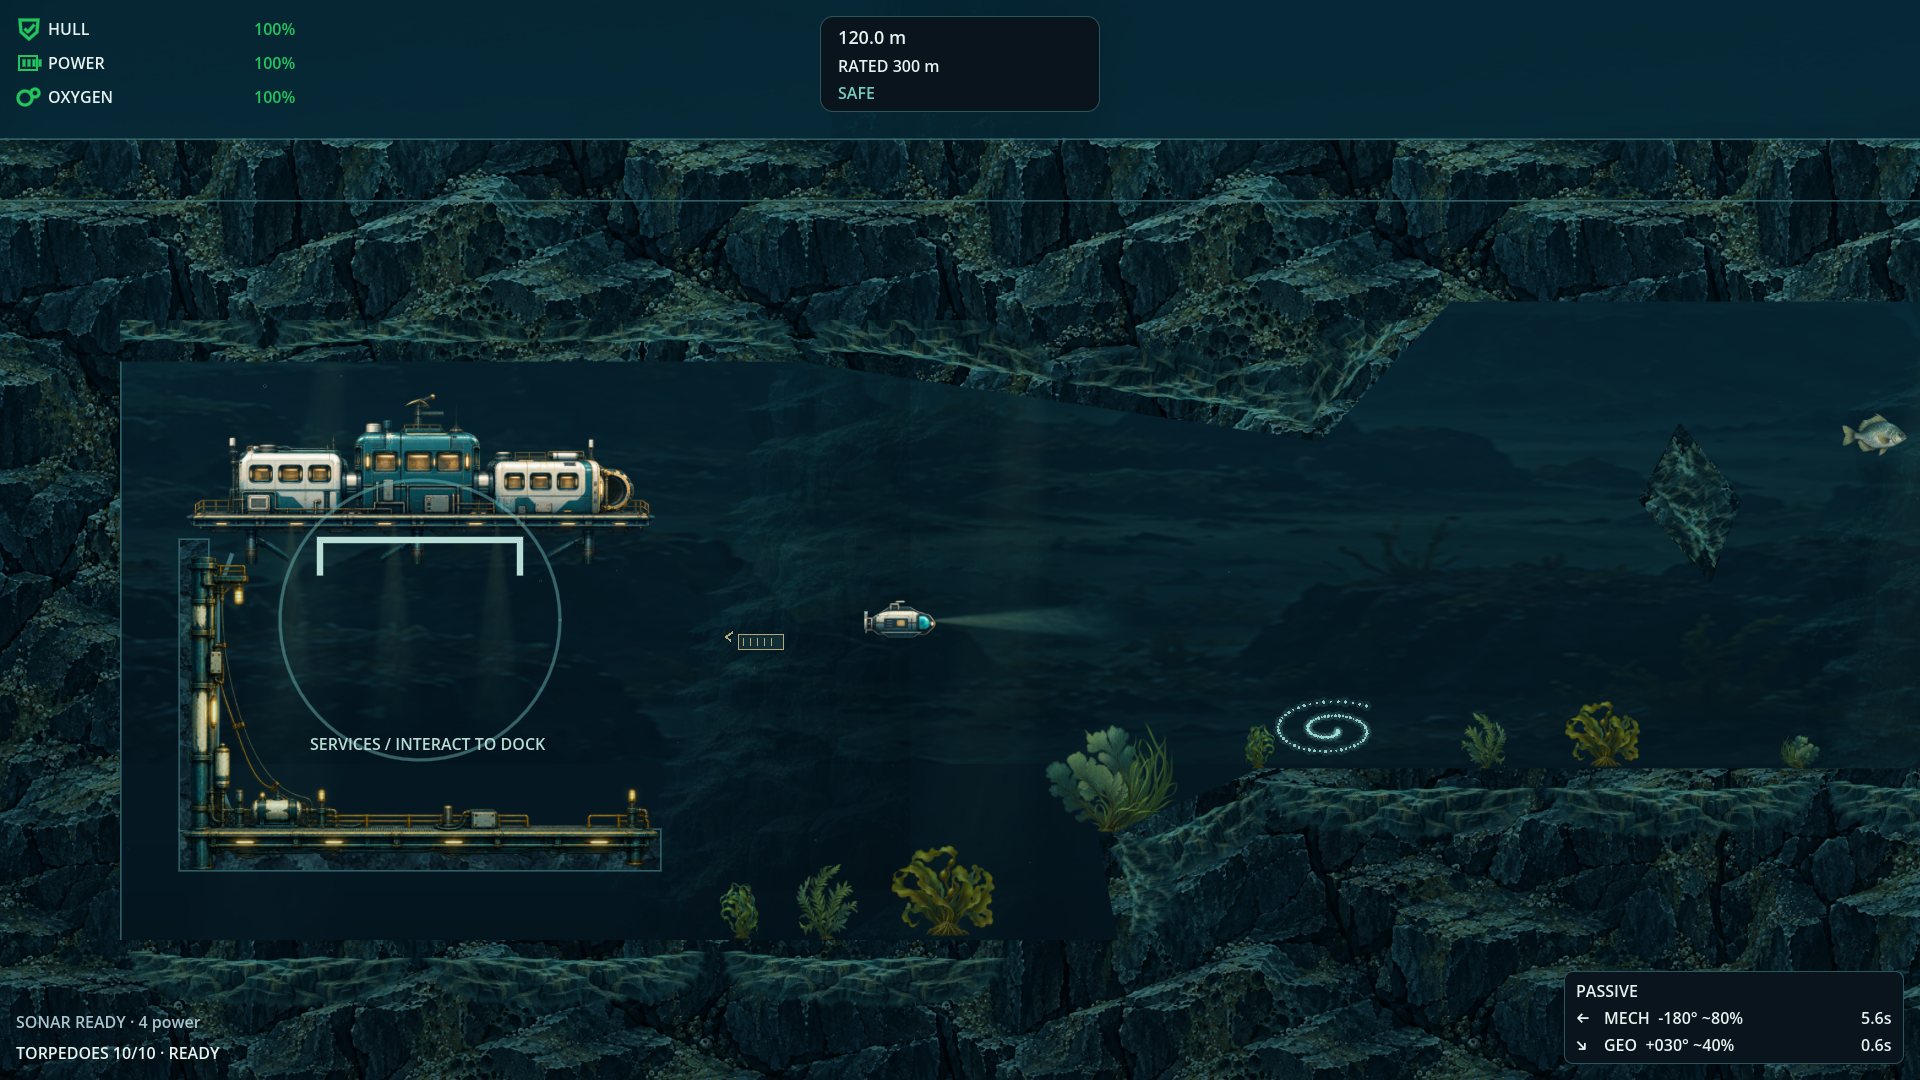 HULL 100%
POWER 100%
OXYGEN 100%
120.0 m
RATED 300 m
SAFE
SERVICES / INTERACT TO DOCK
SONAR READY · 4 power
TORPEDOES 10/10 · READY
PASSIVE
← MECH -180° ~80% 5.6s
↘ GEO +030° ~40% 0.6s